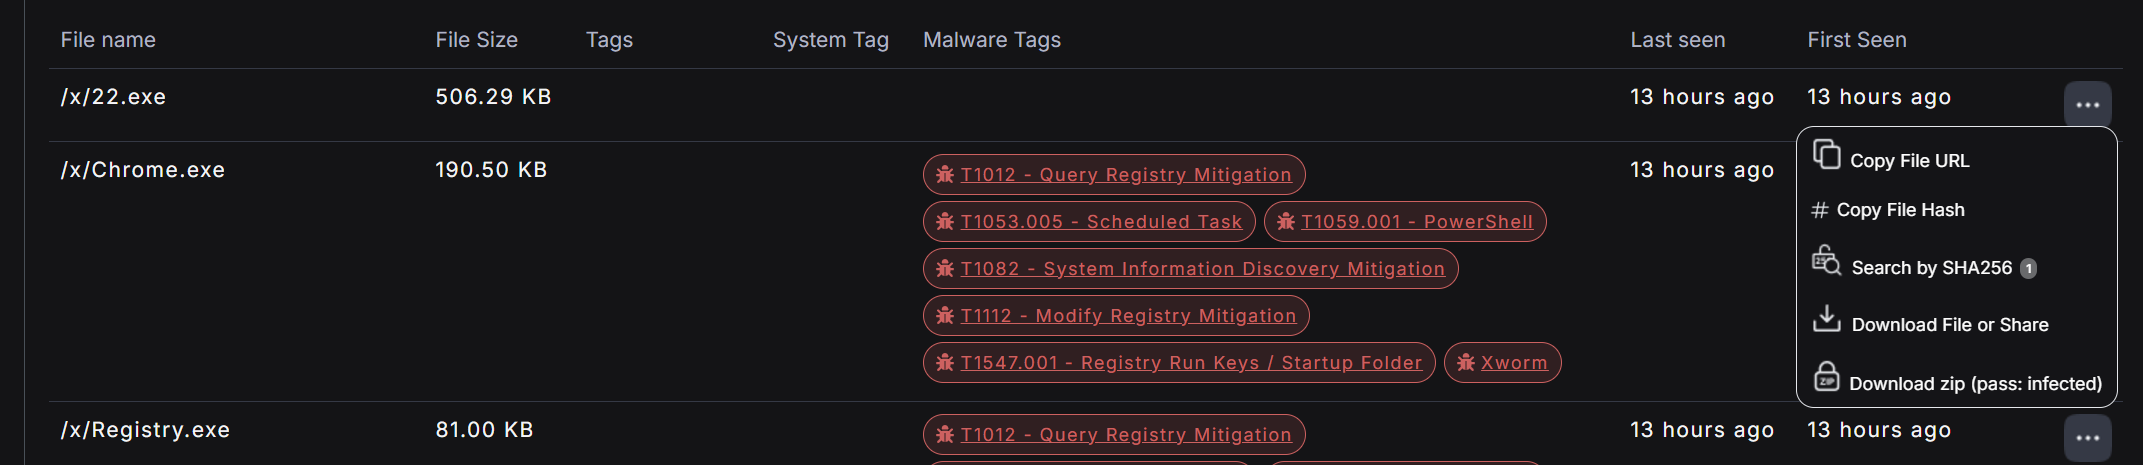 File name File Size Tags System Tag Malware Tags Last seen First Seen
/x/22.exe 506.29 KB 13 hours ago 13 hours ago
/x/Chrome.exe 190.50 KB T1012 - Query Registry Mitigation 13 hours ago
T1053.005 - Scheduled Task T1059.001 - PowerShell
T1082 - System Information Discovery Mitigation
T1112 - Modify Registry Mitigation
T1547.001 - Registry Run Keys / Startup Folder Xworm
Copy File URL
# Copy File Hash
Search by SHA256 1
Download File or Share
ZIP Download zip (pass: infected)
/x/Registry.exe 81.00 KB T1012 - Query Registry Mitigation 13 hours ago 13 hours ago